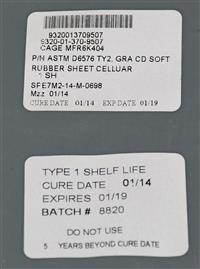 9320013709507
9320-01-370-9507
CAGE MFR6K404
P/N ASTM D6576 TY2, GRA CD SOFT
RUBBER SHEET CELLUAR
1 SH
SPE7M2-14-M-0698
Mzz 01/14
CURE DATE 01/14 EXP DATE 01/19
TYPE 1 SHELF LIFE
CURE DATE 01/14
EXPIRES 01/19
BATCH # 8820
DO NOT USE
5 YEARS BEYOND CURE DATE